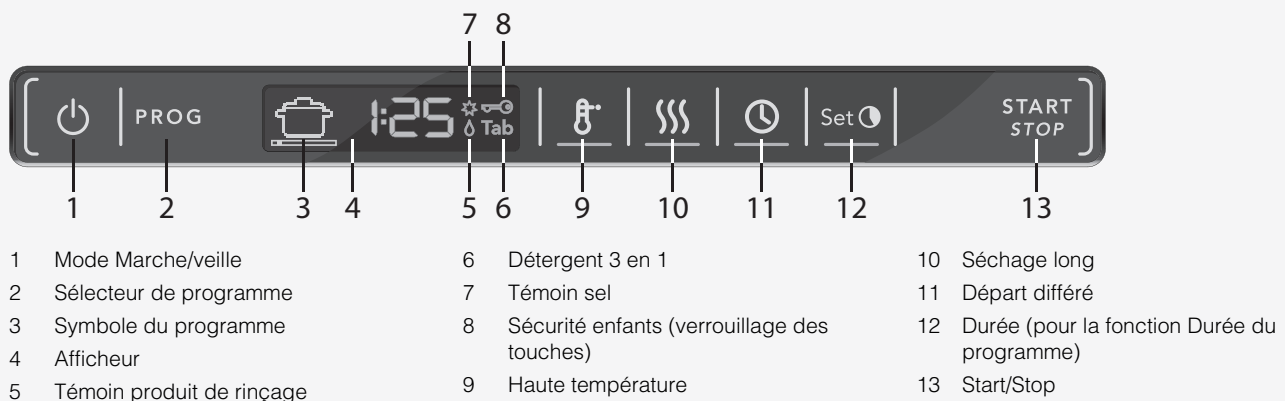 7 8
PROG 1:25 Tab Set START
STOP
1 2 3 4 5 6 9 10 11 12 13
1 Mode Marche/veille
2 Sélecteur de programme
3 Symbole du programme
4 Afficheur
5 Témoin produit de rinçage
6 Détergent 3 en 1
7 Témoin sel
8 Sécurité enfants (verrouillage des
touches)
9 Haute température
10 Séchage long
11 Départ différé
12 Durée (pour la fonction Durée du
programme)
13 Start/Stop